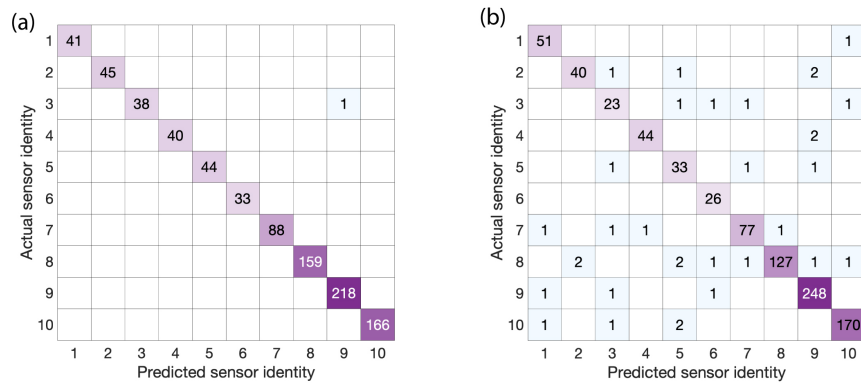 (a)
Actual sensor identity
1 41
2 45
3 38 1
4 40
5 44
6 33
7 88
8 159
9 218
10 166
1 2 3 4 5 6 7 8 9 10
Predicted sensor identity
(b)
Actual sensor identity
1 51 1
2 40 1 1 2
3 23 1 1 1 1
4 44 2
5 1 33 1 1
6 26
7 1 1 1 77 1
8 2 2 1 1 127 1 1
9 1 1 1 248
10 1 1 2 170
1 2 3 4 5 6 7 8 9 10
Predicted sensor identity